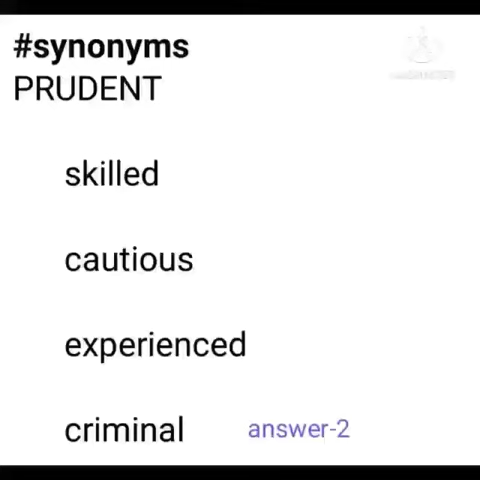 #synonyms
PRUDENT
skilled
cautious
experienced
criminal answer-2